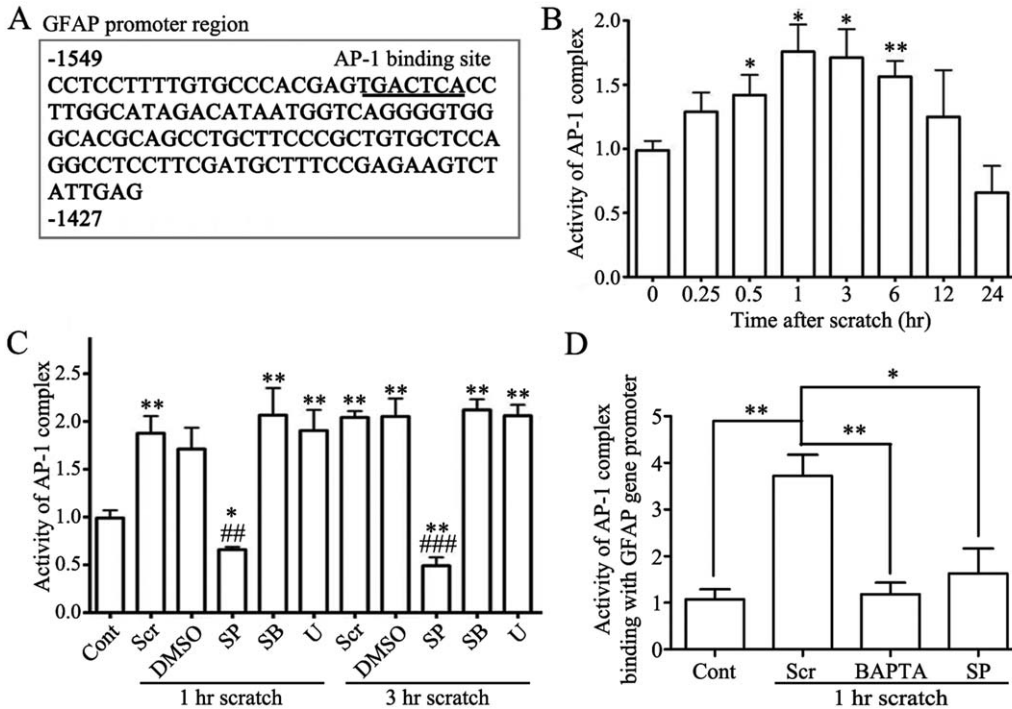 A
GFAP promoter region
-1549 AP-1 binding site
CCTCCTTTTGTGCCCACGAGTGACTCACC
TTGGCATAGACATAATGGTCAGGGGTGG
GCACGCAGCCTGCTTCCCGCTGTGCTCCA
GGCCTCCTTCGATGCTTTCCGAGAAGTCT
ATTGAG
-1427
B
Activity of AP-1 complex
2.0
1.5
1.0
0.5
0.0
* * * **
0 0.25 0.5 1 3 6 12 24
Time after scratch (hr)
C
Activity of AP-1 complex
2.5
2.0
1.5
1.0
0.5
0.0
** ** ** ** ** ** **
* **
## ###
Cont Scr DMSO SP SB U Scr DMSO SP SB U
1 hr scratch 3 hr scratch
D
Activity of AP-1 complex
binding with GFAP gene promoter
5
4
3
2
1
0
*
** **
Cont Scr BAPTA SP
1 hr scratch